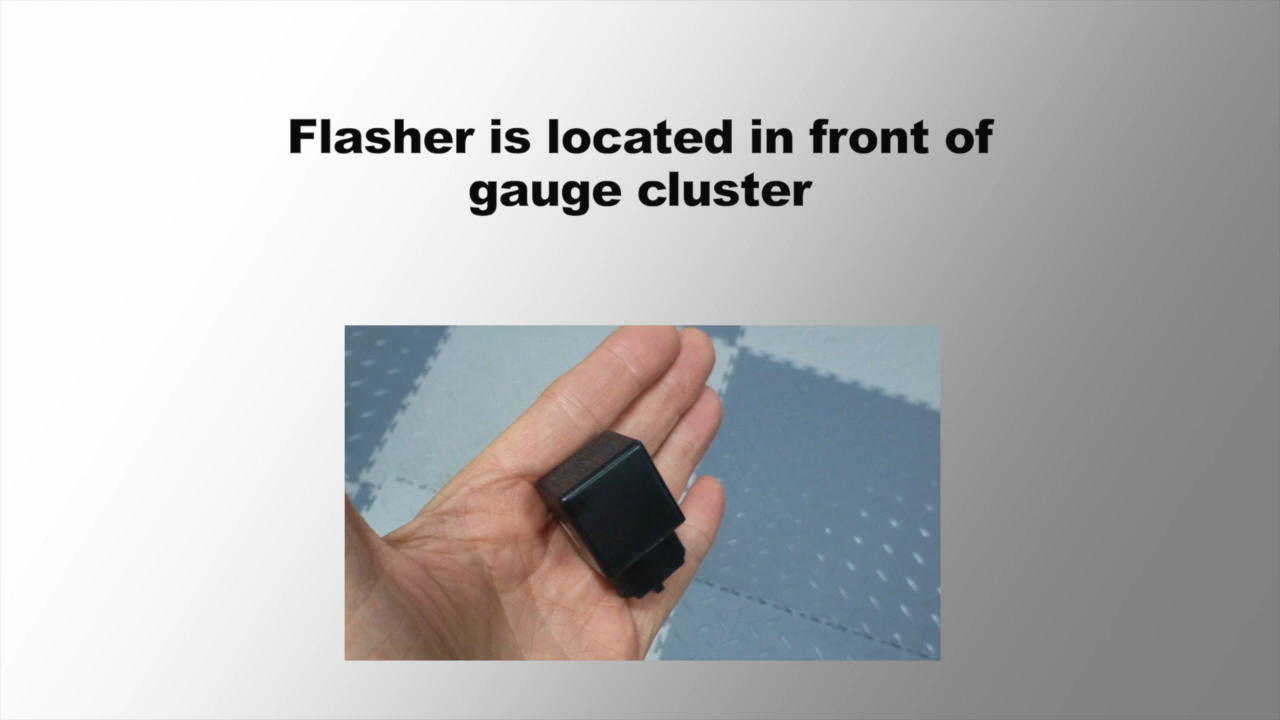 Flasher is located in front of
gauge cluster